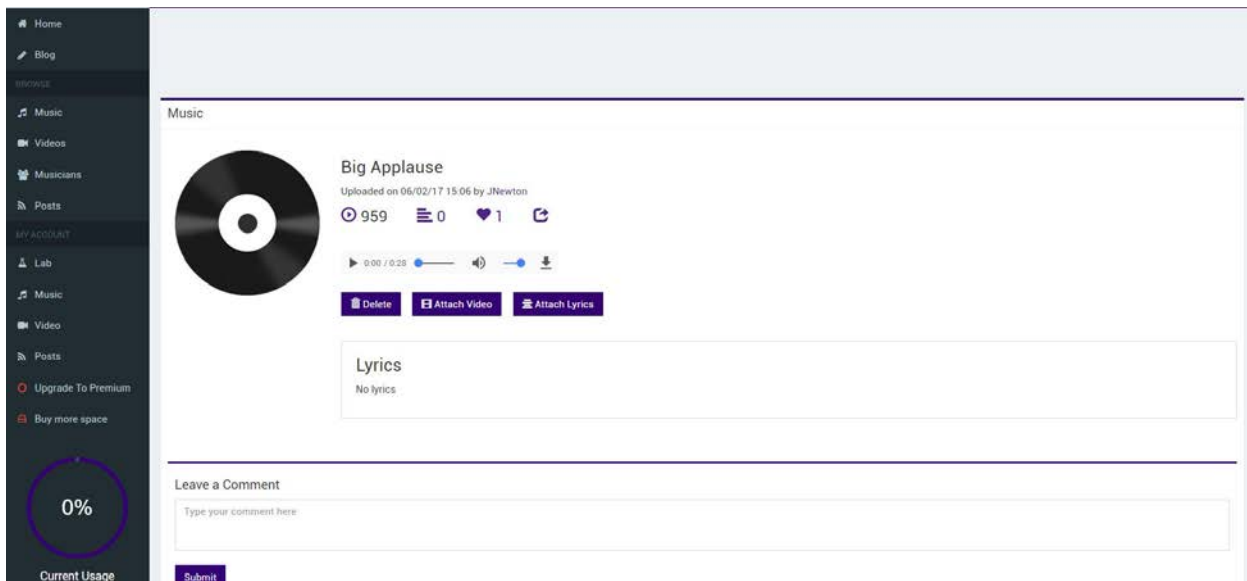 Home
Blog
BROWSE
Music
Videos
Musicians
Posts
MY ACCOUNT
Lab
Music
Video
Posts
Upgrade To Premium
Buy more space
0%
Current Usage
Music
Big Applause
Uploaded on 06/02/17 15:06 by JNewton
959 0 1
0:00 / 0:28
Delete Attach Video Attach Lyrics
Lyrics
No lyrics
Leave a Comment
Type your comment here
Submit